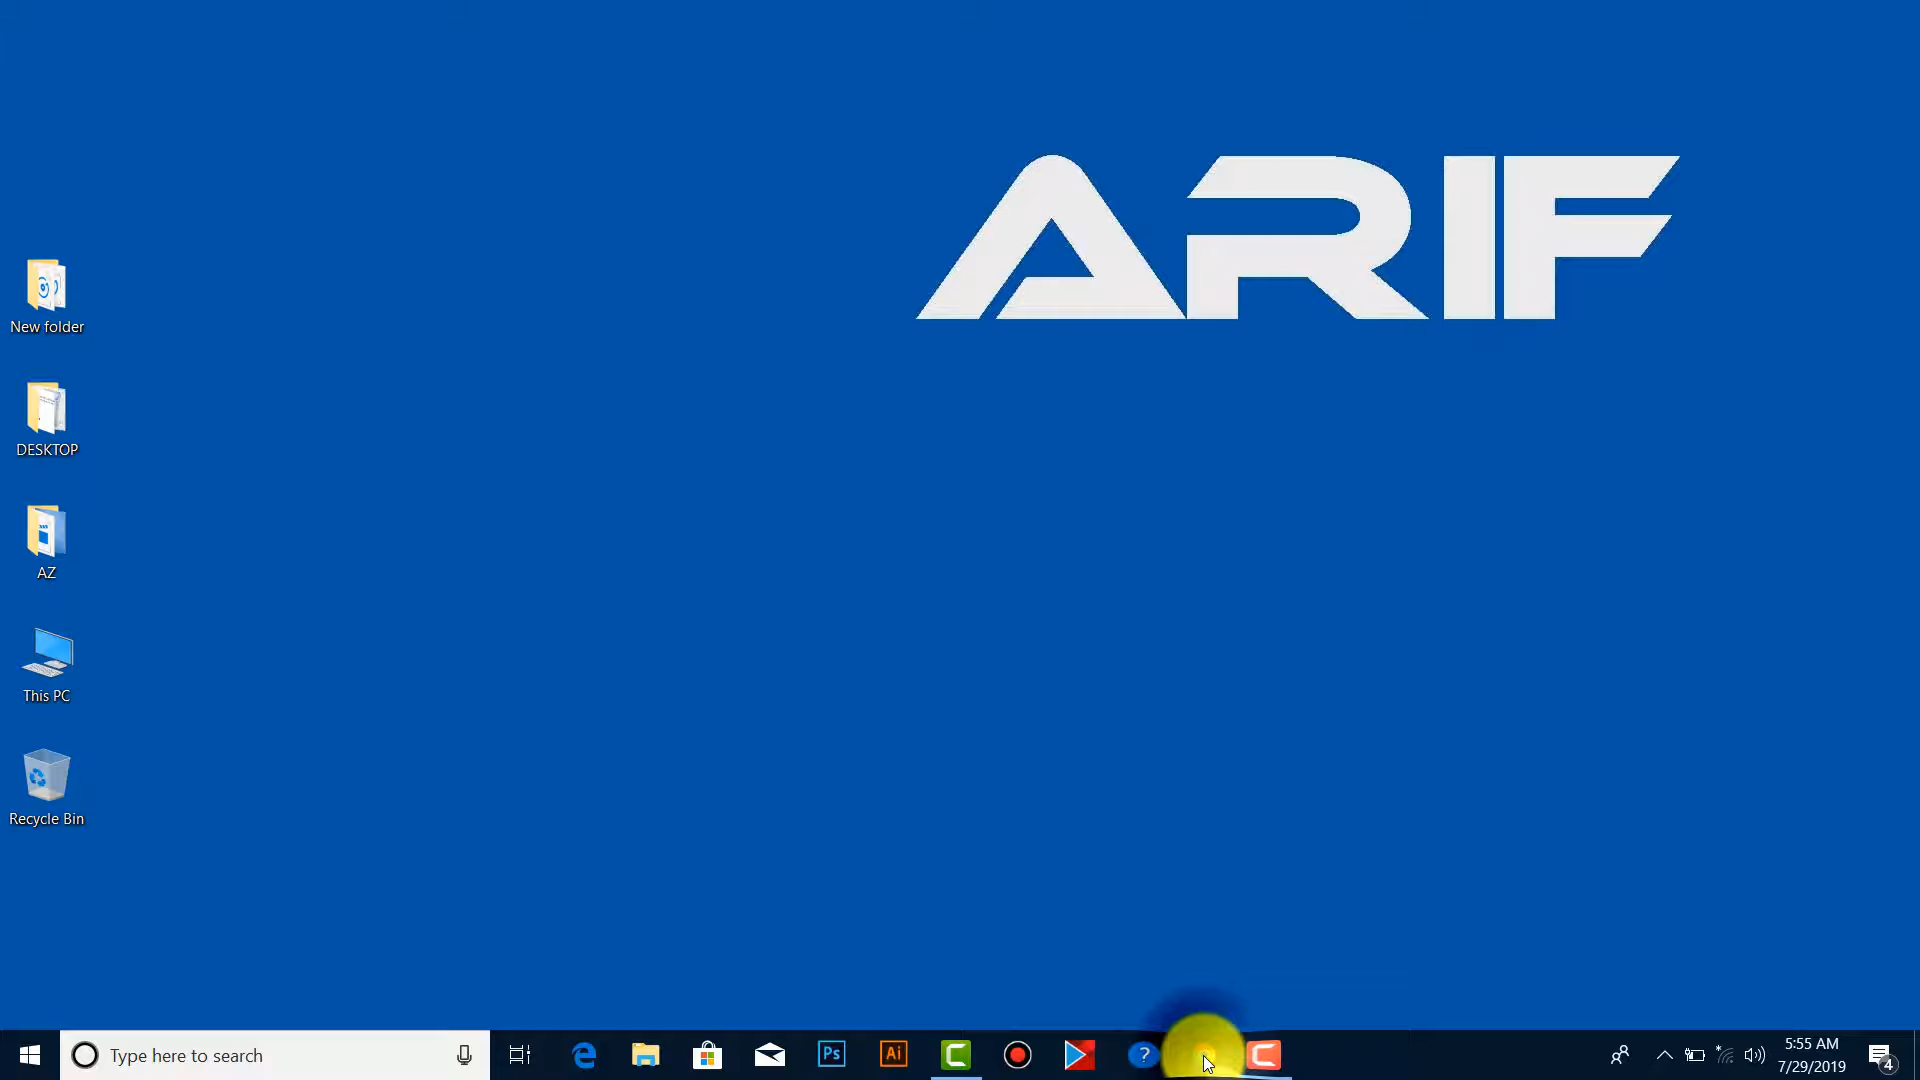 ARIF
New folder
DESKTOP
AZ
This PC
Recycle Bin
Type here to search
Ps
Ai
?
5:55 AM
7/29/2019
4